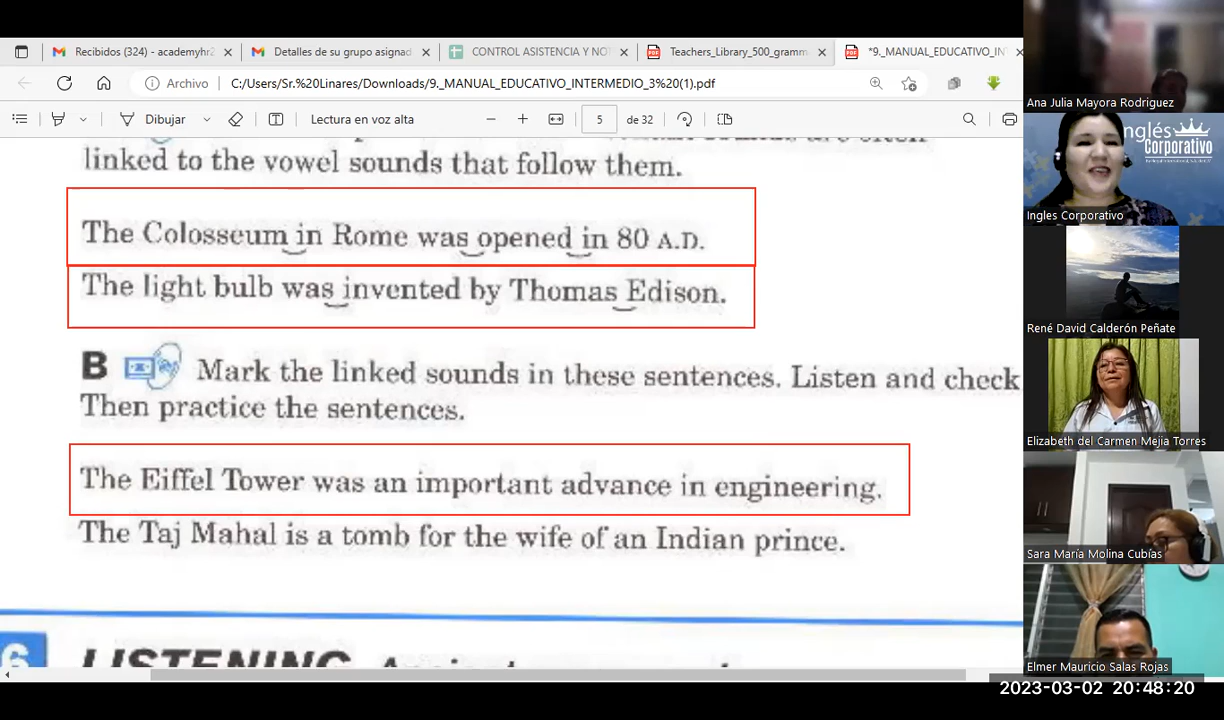 Recibidos (324) - academyhr2
Detalles de su grupo asignad
CONTROL ASISTENCIA Y NO
Teachers_Library_500_gramm
*9._MANUAL_EDUCATIVO_IN
Archivo
C:/Users/Sr.%20Linares/Downloads/9._MANUAL_EDUCATIVO_INTERMEDIO_3%20(1).pdf
Dibujar
Lectura en voz alta
5
de 32
linked to the vowel sounds that follow them.
The Colosseum in Rome was opened in 80 A.D.
The light bulb was invented by Thomas Edison.
B Mark the linked sounds in these sentences. Listen and check
Then practice the sentences.
The Eiffel Tower was an important advance in engineering.
The Taj Mahal is a tomb for the wife of an Indian prince.
6 LISTENING
Ana Julia Mayora Rodriguez
Inglés
Corporativo
Ingles Corporativo
René David Calderón Peñate
Elizabeth del Carmen Mejia Torres
Sara María Molina Cubías
Elmer Mauricio Salas Rojas
2023-03-02 20:48:20